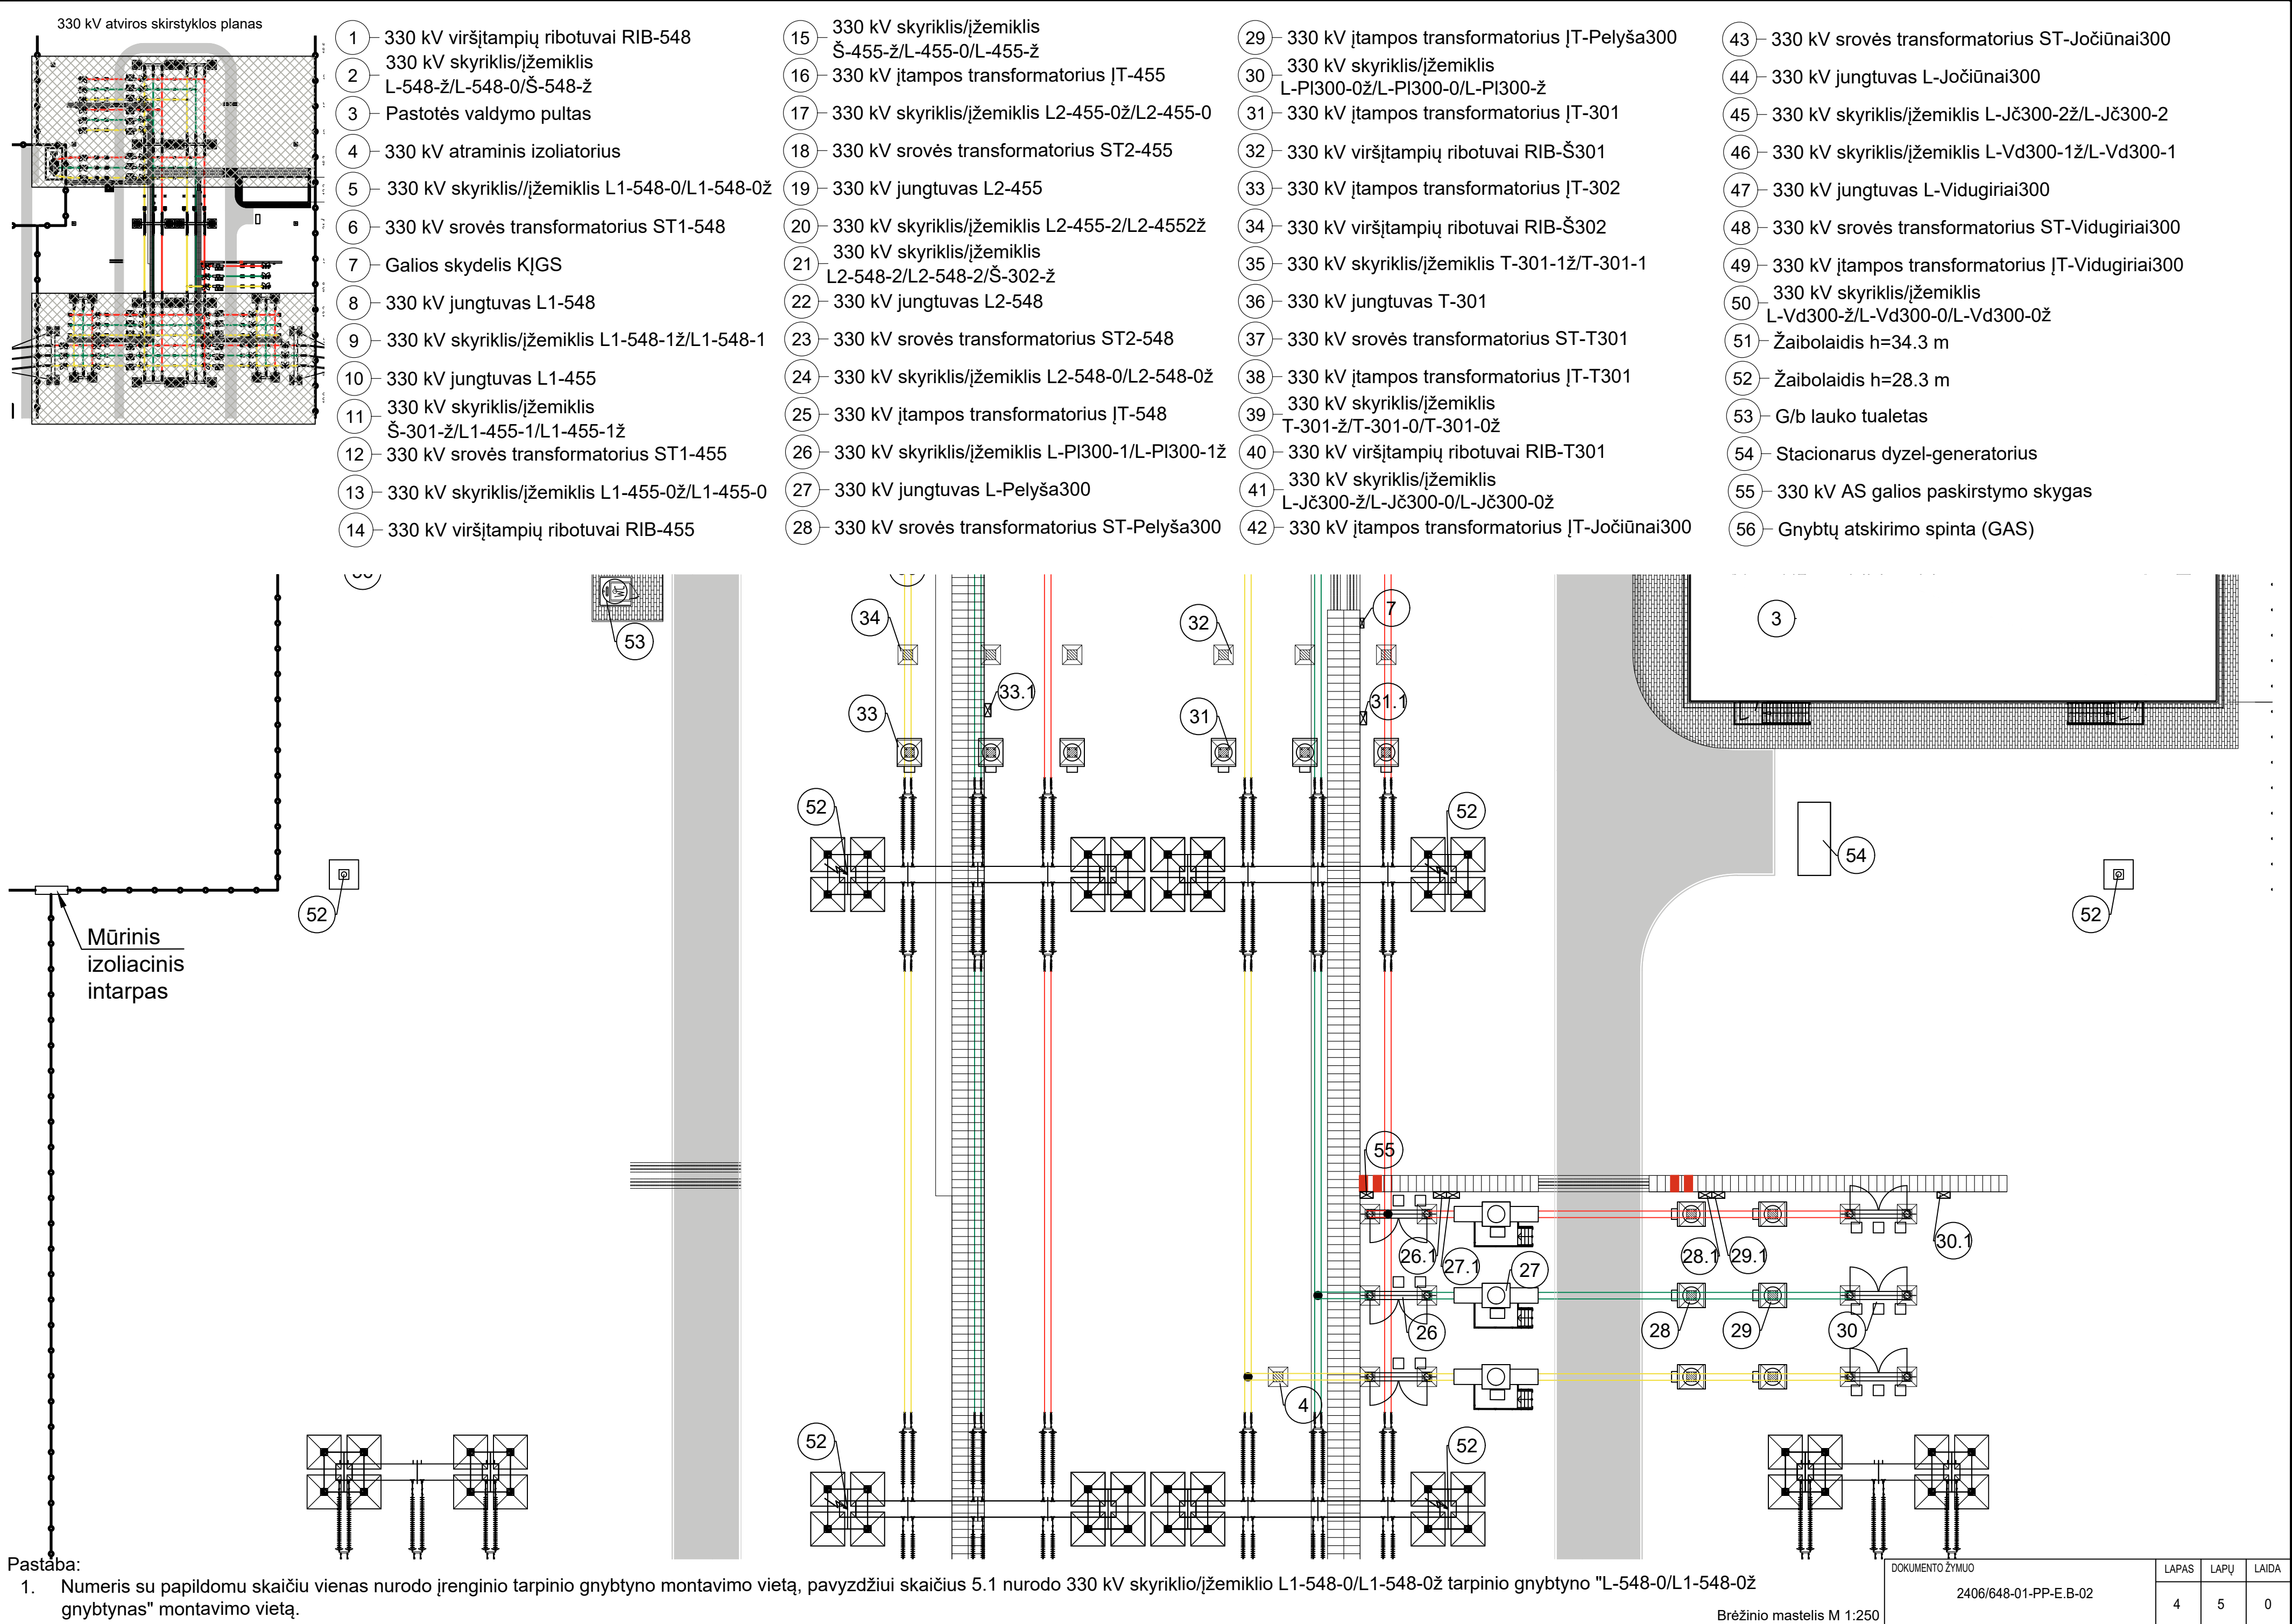 330 kV atviros skirstyklos planas
1 330 kV viršįtampių ribotuvai RIB-548
2 330 kV skyriklis/įžemiklis
L-548-ž/L-548-0/Š-548-ž
3 Pastotės valdymo pultas
4 330 kV atraminis izoliatorius
5 330 kV skyriklis//įžemiklis L1-548-0/L1-548-0ž
6 330 kV srovės transformatorius ST1-548
7 Galios skydelis KĮGS
8 330 kV jungtuvas L1-548
9 330 kV skyriklis/įžemiklis L1-548-1ž/L1-548-1
10 330 kV jungtuvas L1-455
11 330 kV skyriklis/įžemiklis
Š-301-ž/L1-455-1/L1-455-1ž
12 330 kV srovės transformatorius ST1-455
13 330 kV skyriklis/įžemiklis L1-455-0ž/L1-455-0
14 330 kV viršįtampių ribotuvai RIB-455
15 330 kV skyriklis/įžemiklis
Š-455-ž/L-455-0/L-455-ž
16 330 kV įtampos transformatorius ĮT-455
17 330 kV skyriklis/įžemiklis L2-455-0ž/L2-455-0
18 330 kV srovės transformatorius ST2-455
19 330 kV jungtuvas L2-455
20 330 kV skyriklis/įžemiklis L2-455-2/L2-4552ž
21 330 kV skyriklis/įžemiklis
L2-548-2/L2-548-2/Š-302-ž
22 330 kV jungtuvas L2-548
23 330 kV srovės transformatorius ST2-548
24 330 kV skyriklis/įžemiklis L2-548-0/L2-548-0ž
25 330 kV įtampos transformatorius ĮT-548
26 330 kV skyriklis/įžemiklis L-Pl300-1/L-Pl300-1ž
27 330 kV jungtuvas L-Pelyša300
28 330 kV srovės transformatorius ST-Pelyša300
29 330 kV įtampos transformatorius ĮT-Pelyša300
30 330 kV skyriklis/įžemiklis
L-Pl300-0ž/L-Pl300-0/L-Pl300-ž
31 330 kV įtampos transformatorius ĮT-301
32 330 kV viršįtampių ribotuvai RIB-Š301
33 330 kV įtampos transformatorius ĮT-302
34 330 kV viršįtampių ribotuvai RIB-Š302
35 330 kV skyriklis/įžemiklis T-301-1ž/T-301-1
36 330 kV jungtuvas T-301
37 330 kV srovės transformatorius ST-T301
38 330 kV įtampos transformatorius ĮT-T301
39 330 kV skyriklis/įžemiklis
T-301-ž/T-301-0/T-301-0ž
40 330 kV viršįtampių ribotuvai RIB-T301
41 330 kV skyriklis/įžemiklis
L-Jč300-ž/L-Jč300-0/L-Jč300-0ž
42 330 kV įtampos transformatorius ĮT-Jočiūnai300
43 330 kV srovės transformatorius ST-Jočiūnai300
44 330 kV jungtuvas L-Jočiūnai300
45 330 kV skyriklis/įžemiklis L-Jč300-2ž/L-Jč300-2
46 330 kV skyriklis/įžemiklis L-Vd300-1ž/L-Vd300-1
47 330 kV jungtuvas L-Vidugiriai300
48 330 kV srovės transformatorius ST-Vidugiriai300
49 330 kV įtampos transformatorius ĮT-Vidugiriai300
50 330 kV skyriklis/įžemiklis
L-Vd300-ž/L-Vd300-0/L-Vd300-0ž
51 Žaibolaidis h=34.3 m
52 Žaibolaidis h=28.3 m
53 G/b lauko tualetas
54 Stacionarus dyzel-generatorius
55 330 kV AS galios paskirstymo skygas
56 Gnybtų atskirimo spinta (GAS)
53
34
32
7
3
33.1
31.1
33
31
52
52
54
52
52
Mūrinis
izoliacinis
intarpas
55
26.1
27.1
28.1
29.1
30.1
27
26
28
29
30
4
52
52
Pastaba:
1. Numeris su papildomu skaičiu vienas nurodo įrenginio tarpinio gnybtyno montavimo vietą, pavyzdžiui skaičius 5.1 nurodo 330 kV skyriklio/įžemiklio L1-548-0/L1-548-0ž tarpinio gnybtyno "L-548-0/L1-548-0ž
gnybtynas" montavimo vietą.
Brėžinio mastelis M 1:250
DOKUMENTO ŽYMUO
2406/648-01-PP-E.B-02
LAPAS LAPŲ LAIDA
4 5 0